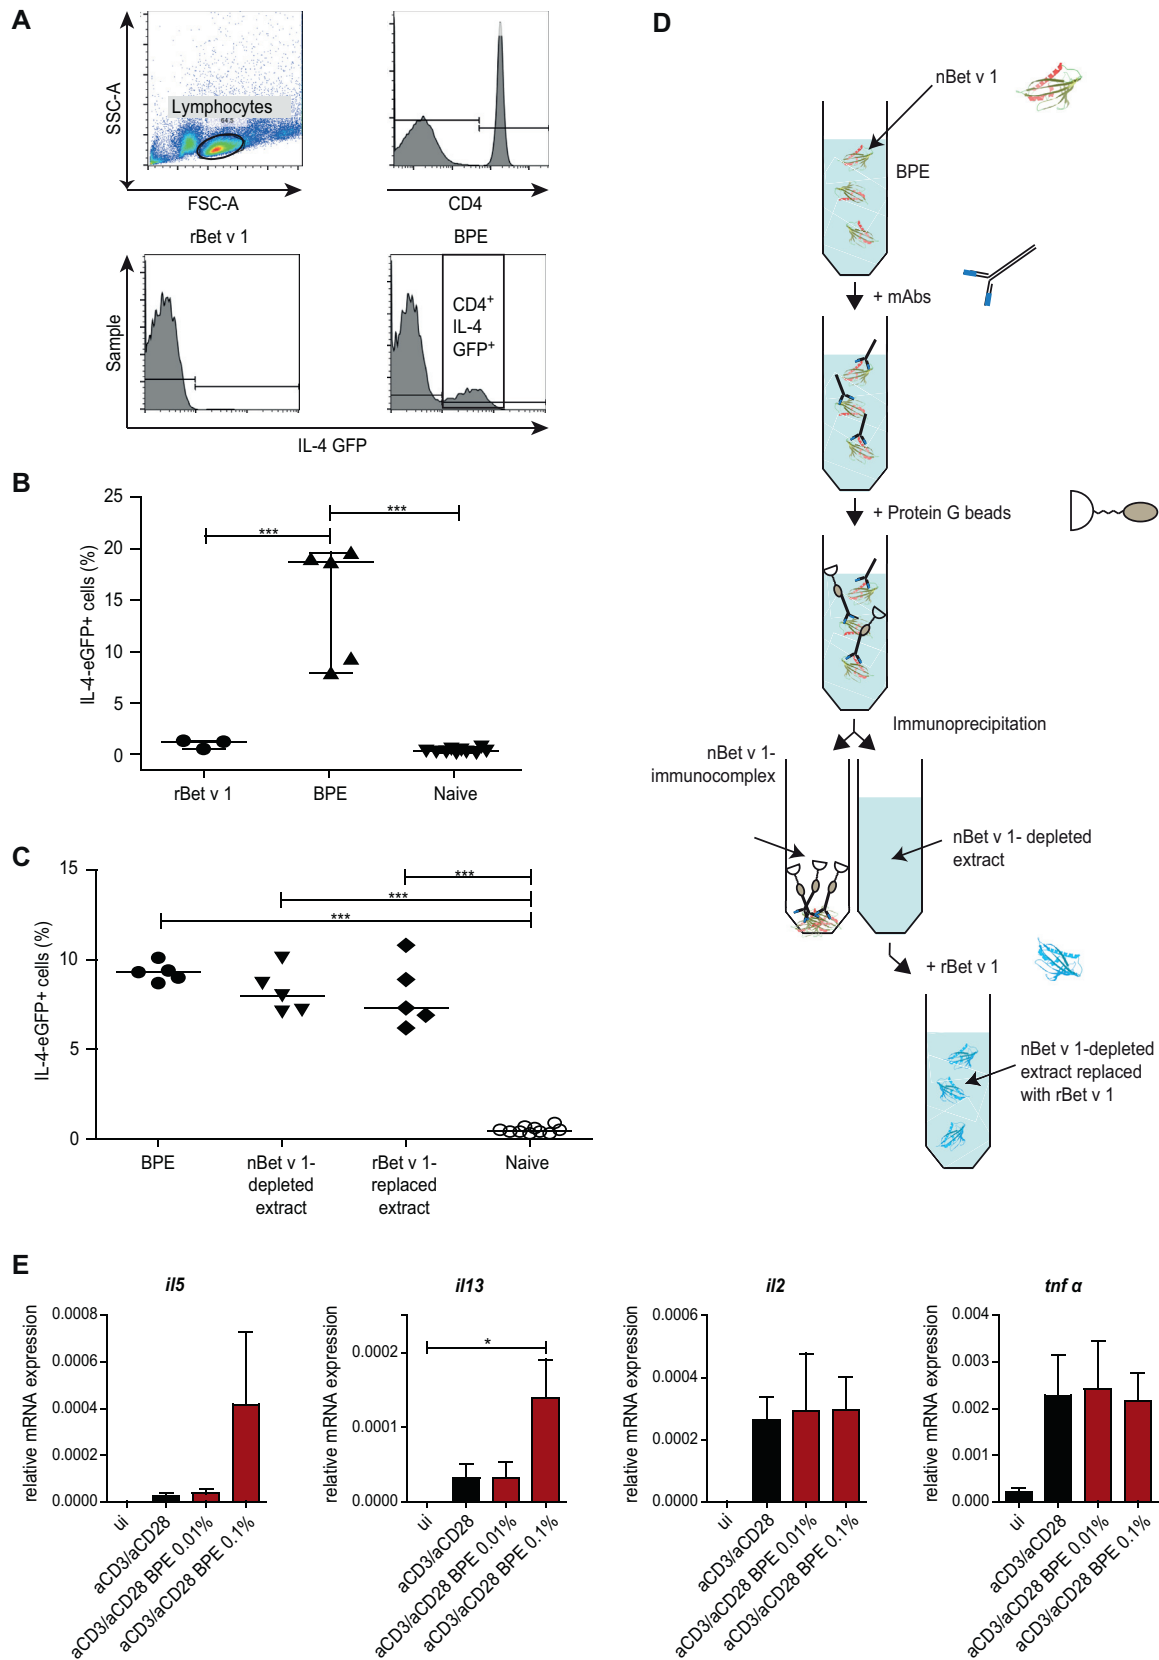 A
SSC-A
Lymphocytes
64.5
FSC-A
CD4
rBet v 1
BPE
Sample
CD4+
IL-4
GFP+
IL-4 GFP
B
IL-4-eGFP+ cells (%)
25
20
15
10
5
0
***
***
rBet v 1
BPE
Naive
C
IL-4-eGFP+ cells (%)
15
10
5
0
***
***
***
BPE
nBet v 1-
depleted
extract
rBet v 1-
replaced
extract
Naive
D
nBet v 1
BPE
+ mAbs
+ Protein G beads
Immunoprecipitation
nBet v 1-
immunocomplex
nBet v 1- depleted
extract
+ rBet v 1
nBet v 1-depleted
extract replaced
with rBet v 1
E
il5
relative mRNA expression
0.0008
0.0006
0.0004
0.0002
0.0000
ui
aCD3/aCD28
aCD3/aCD28 BPE 0.01%
aCD3/aCD28 BPE 0.1%
il13
relative mRNA expression
0.0002
0.0001
0.0000
*
ui
aCD3/aCD28
aCD3/aCD28 BPE 0.01%
aCD3/aCD28 BPE 0.1%
il2
relative mRNA expression
0.0006
0.0004
0.0002
0.0000
ui
aCD3/aCD28
aCD3/aCD28 BPE 0.01%
aCD3/aCD28 BPE 0.1%
tnf α
relative mRNA expression
0.004
0.003
0.002
0.001
0.000
ui
aCD3/aCD28
aCD3/aCD28 BPE 0.01%
aCD3/aCD28 BPE 0.1%